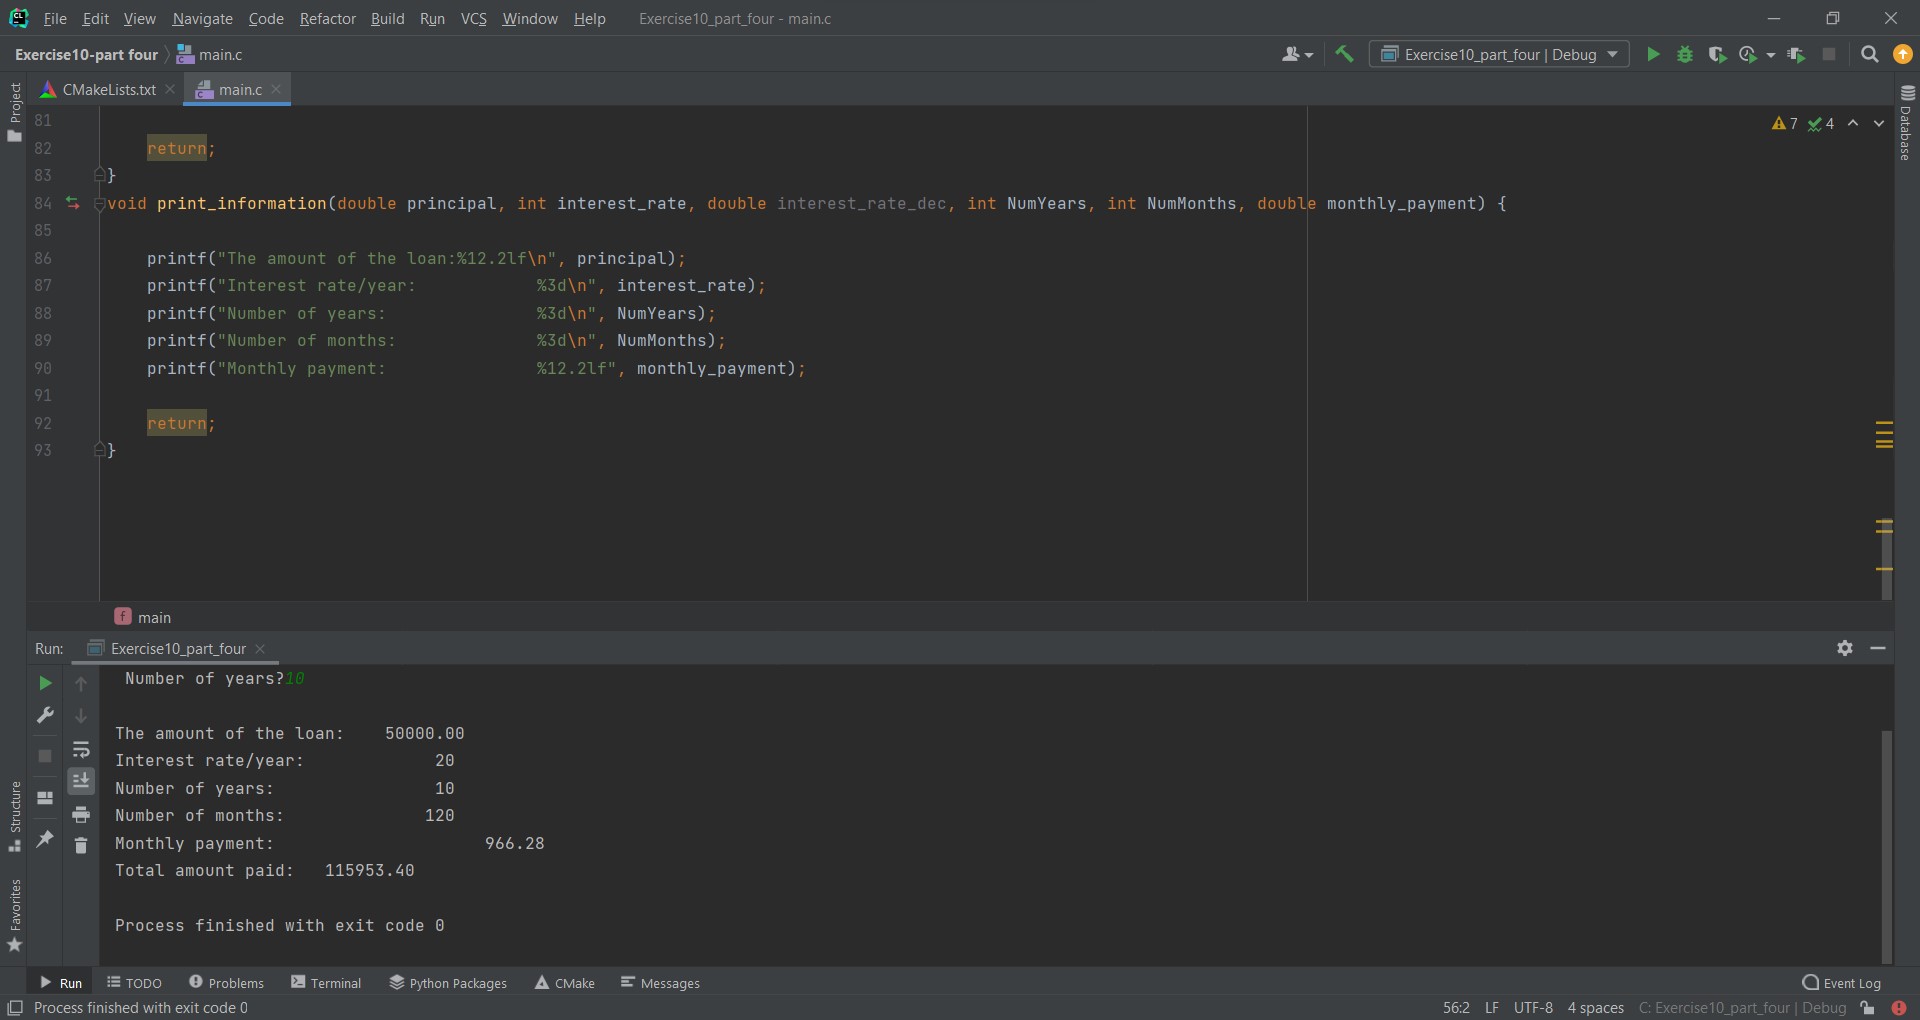 File Edit View Navigate Code Refactor Build Run VCS Window Help Exercise10_part_four - main.c
Exercise10-part four main.c Exercise10_part_four | Debug
CMakeLists.txt main.c
Project
Database
7 4
81
82 return;
83 }
84 void print_information(double principal, int interest_rate, double interest_rate_dec, int NumYears, int NumMonths, double monthly_payment) {
85
86 printf("The amount of the loan:%12.2lf\n", principal);
87 printf("Interest rate/year:            %3d\n", interest_rate);
88 printf("Number of years:               %3d\n", NumYears);
89 printf("Number of months:              %3d\n", NumMonths);
90 printf("Monthly payment:               %12.2lf", monthly_payment);
91
92 return;
93 }
f main
Run: Exercise10_part_four
Number of years?10
The amount of the loan:    50000.00
Interest rate/year:             20
Number of years:                10
Number of months:              120
Monthly payment:                     966.28
Total amount paid:   115953.40
Process finished with exit code 0
Structure
Favorites
Run TODO Problems Terminal Python Packages CMake Messages Event Log
Process finished with exit code 0 56:2 LF UTF-8 4 spaces C: Exercise10_part_four | Debug